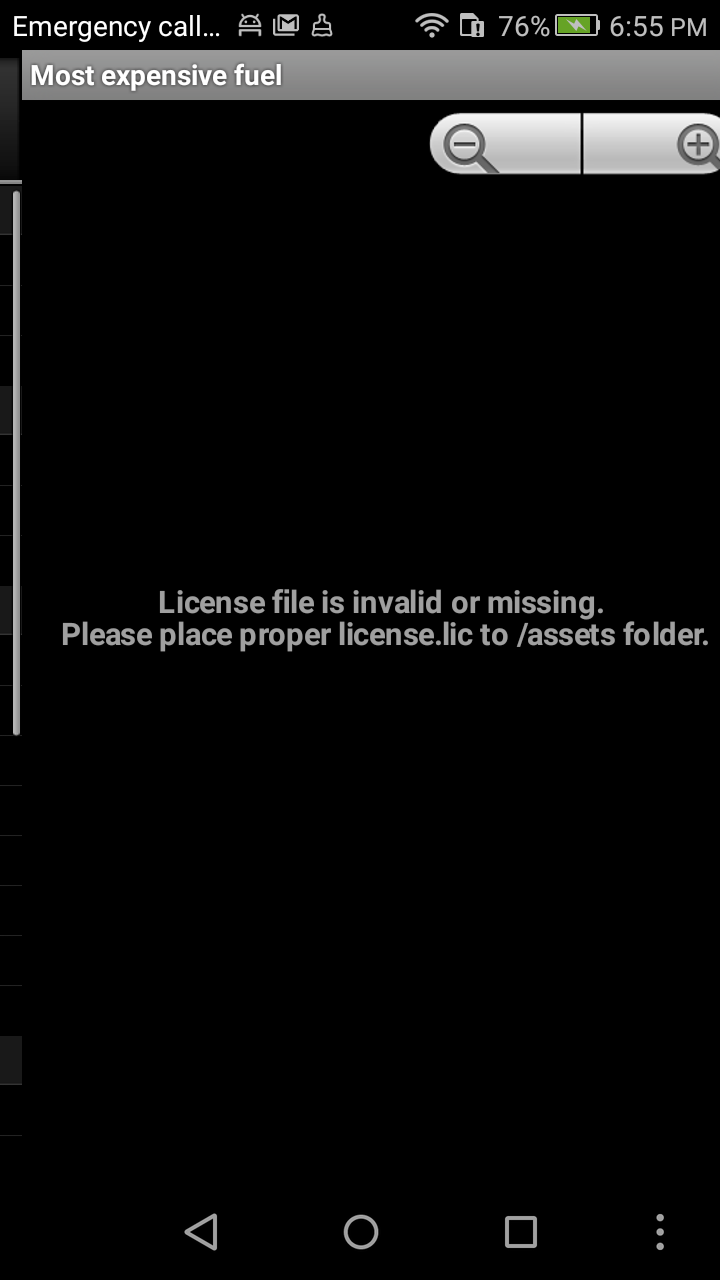 Emergency call...
76%
6:55 PM
Most expensive fuel
License file is invalid or missing.
Please place proper license.lic to /assets folder.